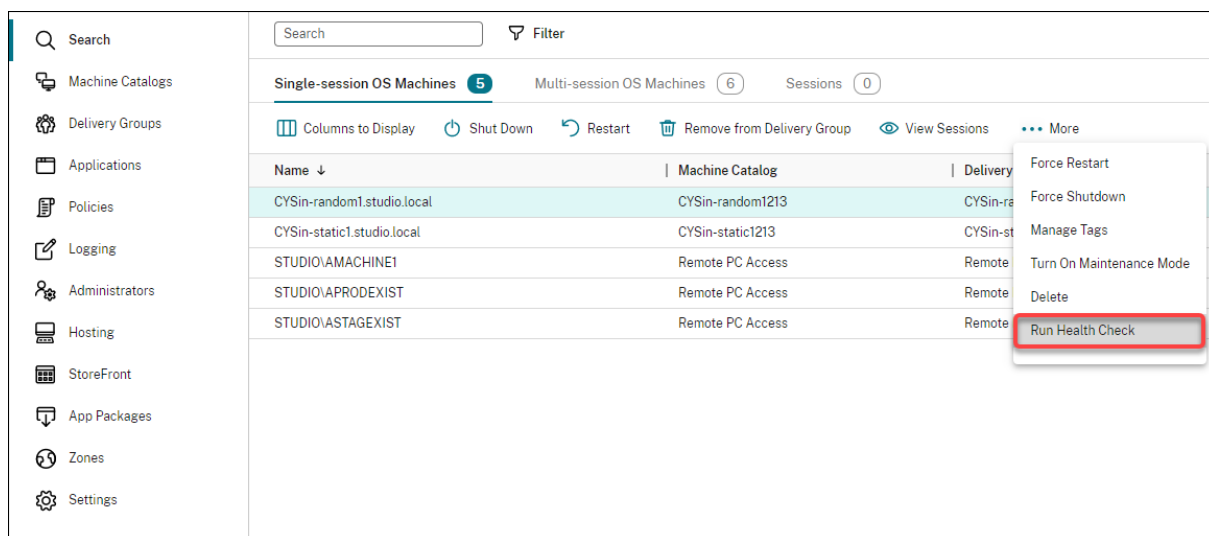 Search
Machine Catalogs
Delivery Groups
Applications
Policies
Logging
Administrators
Hosting
StoreFront
App Packages
Zones
Settings
Search Filter
Single-session OS Machines 5 Multi-session OS Machines 6 Sessions 0
Columns to Display Shut Down Restart Remove from Delivery Group View Sessions ••• More
Name ↓ Machine Catalog Delivery
CYSin-random1.studio.local CYSin-random1213 CYSin-ra
CYSin-static1.studio.local CYSin-static1213 CYSin-st
STUDIO\AMACHINE1 Remote PC Access Remote
STUDIO\APRODEXIST Remote PC Access Remote
STUDIO\ASTAGEXIST Remote PC Access Remote
Force Restart
Force Shutdown
Manage Tags
Turn On Maintenance Mode
Delete
Run Health Check